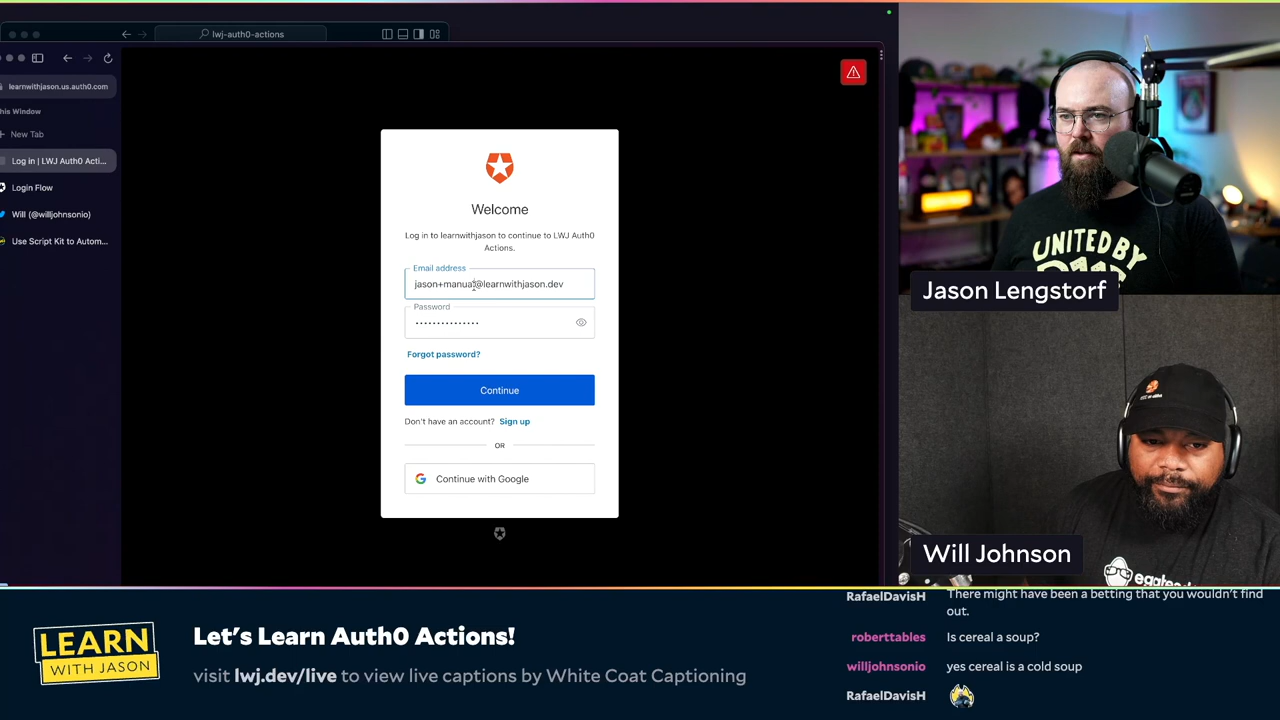 lwj-auth0-actions
learnwithjason.us.auth0.com
his Window
New Tab
Log in | LWJ Auth0 Acti...
Login Flow
Will (@willjohnsonio)
Use Script Kit to Autom...
Welcome
Log in to learnwithjason to continue to LWJ Auth0
Actions.
Email address
jason+manual@learnwithjason.dev
Password
Forgot password?
Continue
Don't have an account? Sign up
OR
Continue with Google
UNITED BY
Jason Lengstorf
Will Johnson
LEARN
WITH JASON
Let's Learn Auth0 Actions!
visit lwj.dev/live to view live captions by White Coat Captioning
RafaelDavisH There might have been a betting that you wouldn't find
out.
roberttables Is cereal a soup?
willjohnsonio yes cereal is a cold soup
RafaelDavisH